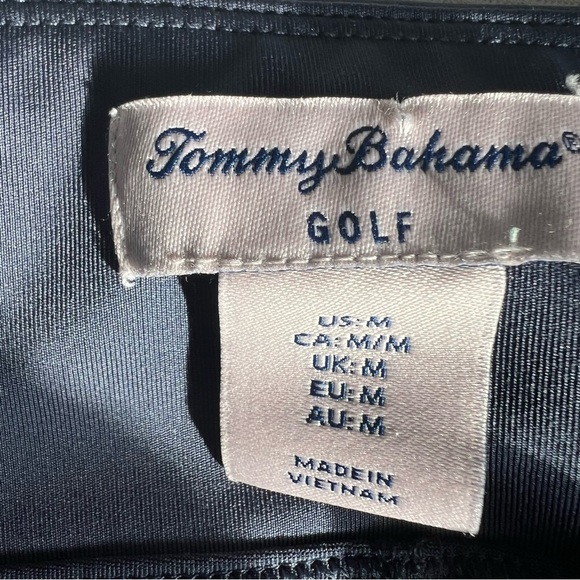 Tommy Bahama®
GOLF
US: M
CA: M/M
UK: M
EU: M
AU: M
MADE IN
VIETNAM